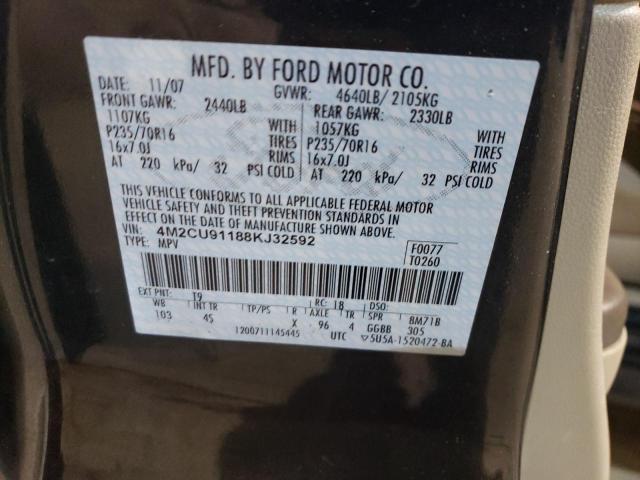 MFD. BY FORD MOTOR CO.
DATE: 11/07 GVWR: 4640LB/ 2105KG
FRONT GAWR: 2440LB REAR GAWR: 2330LB
1107KG WITH 1057KG WITH
P235/70R16 TIRES P235/70R16 TIRES
16x7.0J RIMS 16x7.0J RIMS
AT 220 kPa/ 32 PSI COLD AT 220 kPa/ 32 PSI COLD
THIS VEHICLE CONFORMS TO ALL APPLICABLE FEDERAL MOTOR
VEHICLE SAFETY AND THEFT PREVENTION STANDARDS IN
EFFECT ON THE DATE OF MANUFACTURE SHOWN ABOVE.
VIN: 4M2CU91188KJ32592
TYPE: MPV
F0077
T0260
EXT PNT: T9 RC: 18 DSO:
WB INT TR TP/PS R AXLE TR SPR BM71B
103 45 X 96 4 GGBB 305
1200711145445 UTC 5U5A-1520472-BA